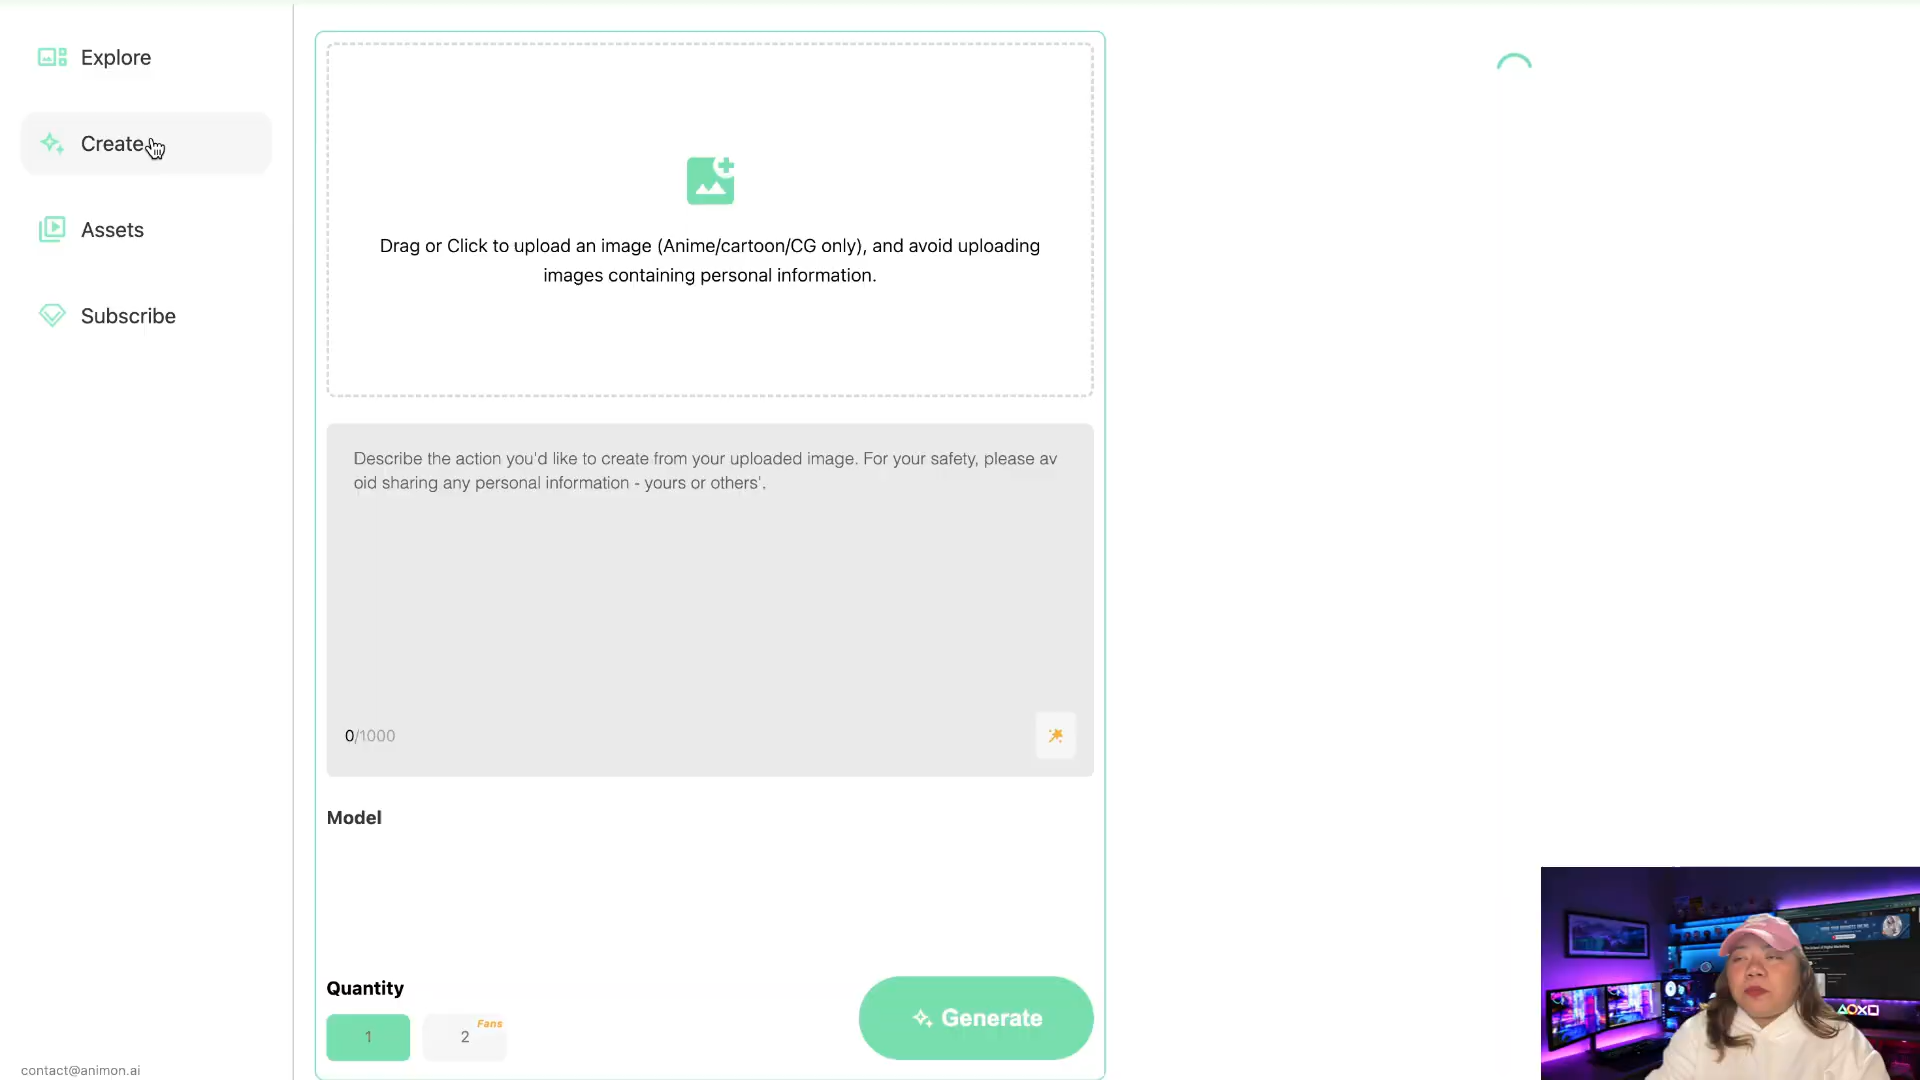 Explore
Create
Assets
Subscribe
Drag or Click to upload an image (Anime/cartoon/CG only), and avoid uploading
images containing personal information.
Describe the action you'd like to create from your uploaded image. For your safety, please av
oid sharing any personal information - yours or others'.
0/1000
Model
Quantity
1
2
Fans
Generate
contact@animon.ai